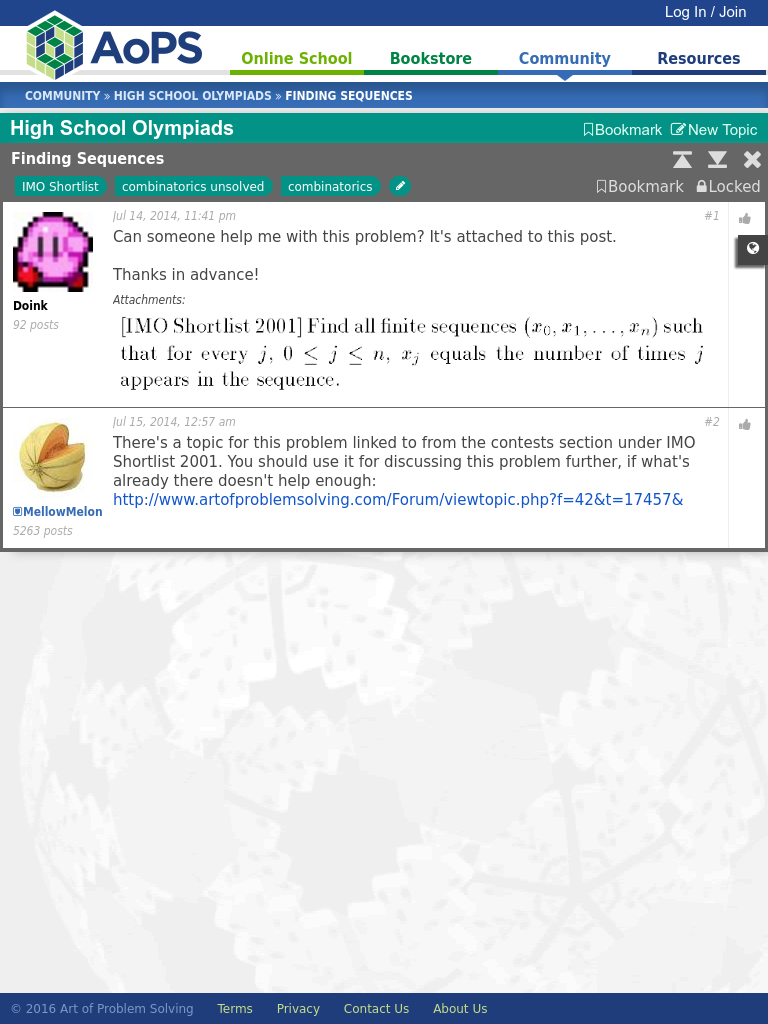 Log In / Join
AoPS
Online School
Bookstore
Community
Resources
COMMUNITY » HIGH SCHOOL OLYMPIADS » FINDING SEQUENCES
High School Olympiads
Bookmark
New Topic
Finding Sequences
IMO Shortlist
combinatorics unsolved
combinatorics
Bookmark
Locked
Jul 14, 2014, 11:41 pm
#1
Can someone help me with this problem? It's attached to this post.
Thanks in advance!
Doink
92 posts
Attachments:
[IMO Shortlist 2001] Find all finite sequences (x₀, x₁, . . . , xₙ) such
that for every j, 0 ≤ j ≤ n, xⱼ equals the number of times j
appears in the sequence.
Jul 15, 2014, 12:57 am
#2
There's a topic for this problem linked to from the contests section under IMO
Shortlist 2001. You should use it for discussing this problem further, if what's
already there doesn't help enough:
http://www.artofproblemsolving.com/Forum/viewtopic.php?f=42&t=17457&
MellowMelon
5263 posts
© 2016 Art of Problem Solving
Terms
Privacy
Contact Us
About Us